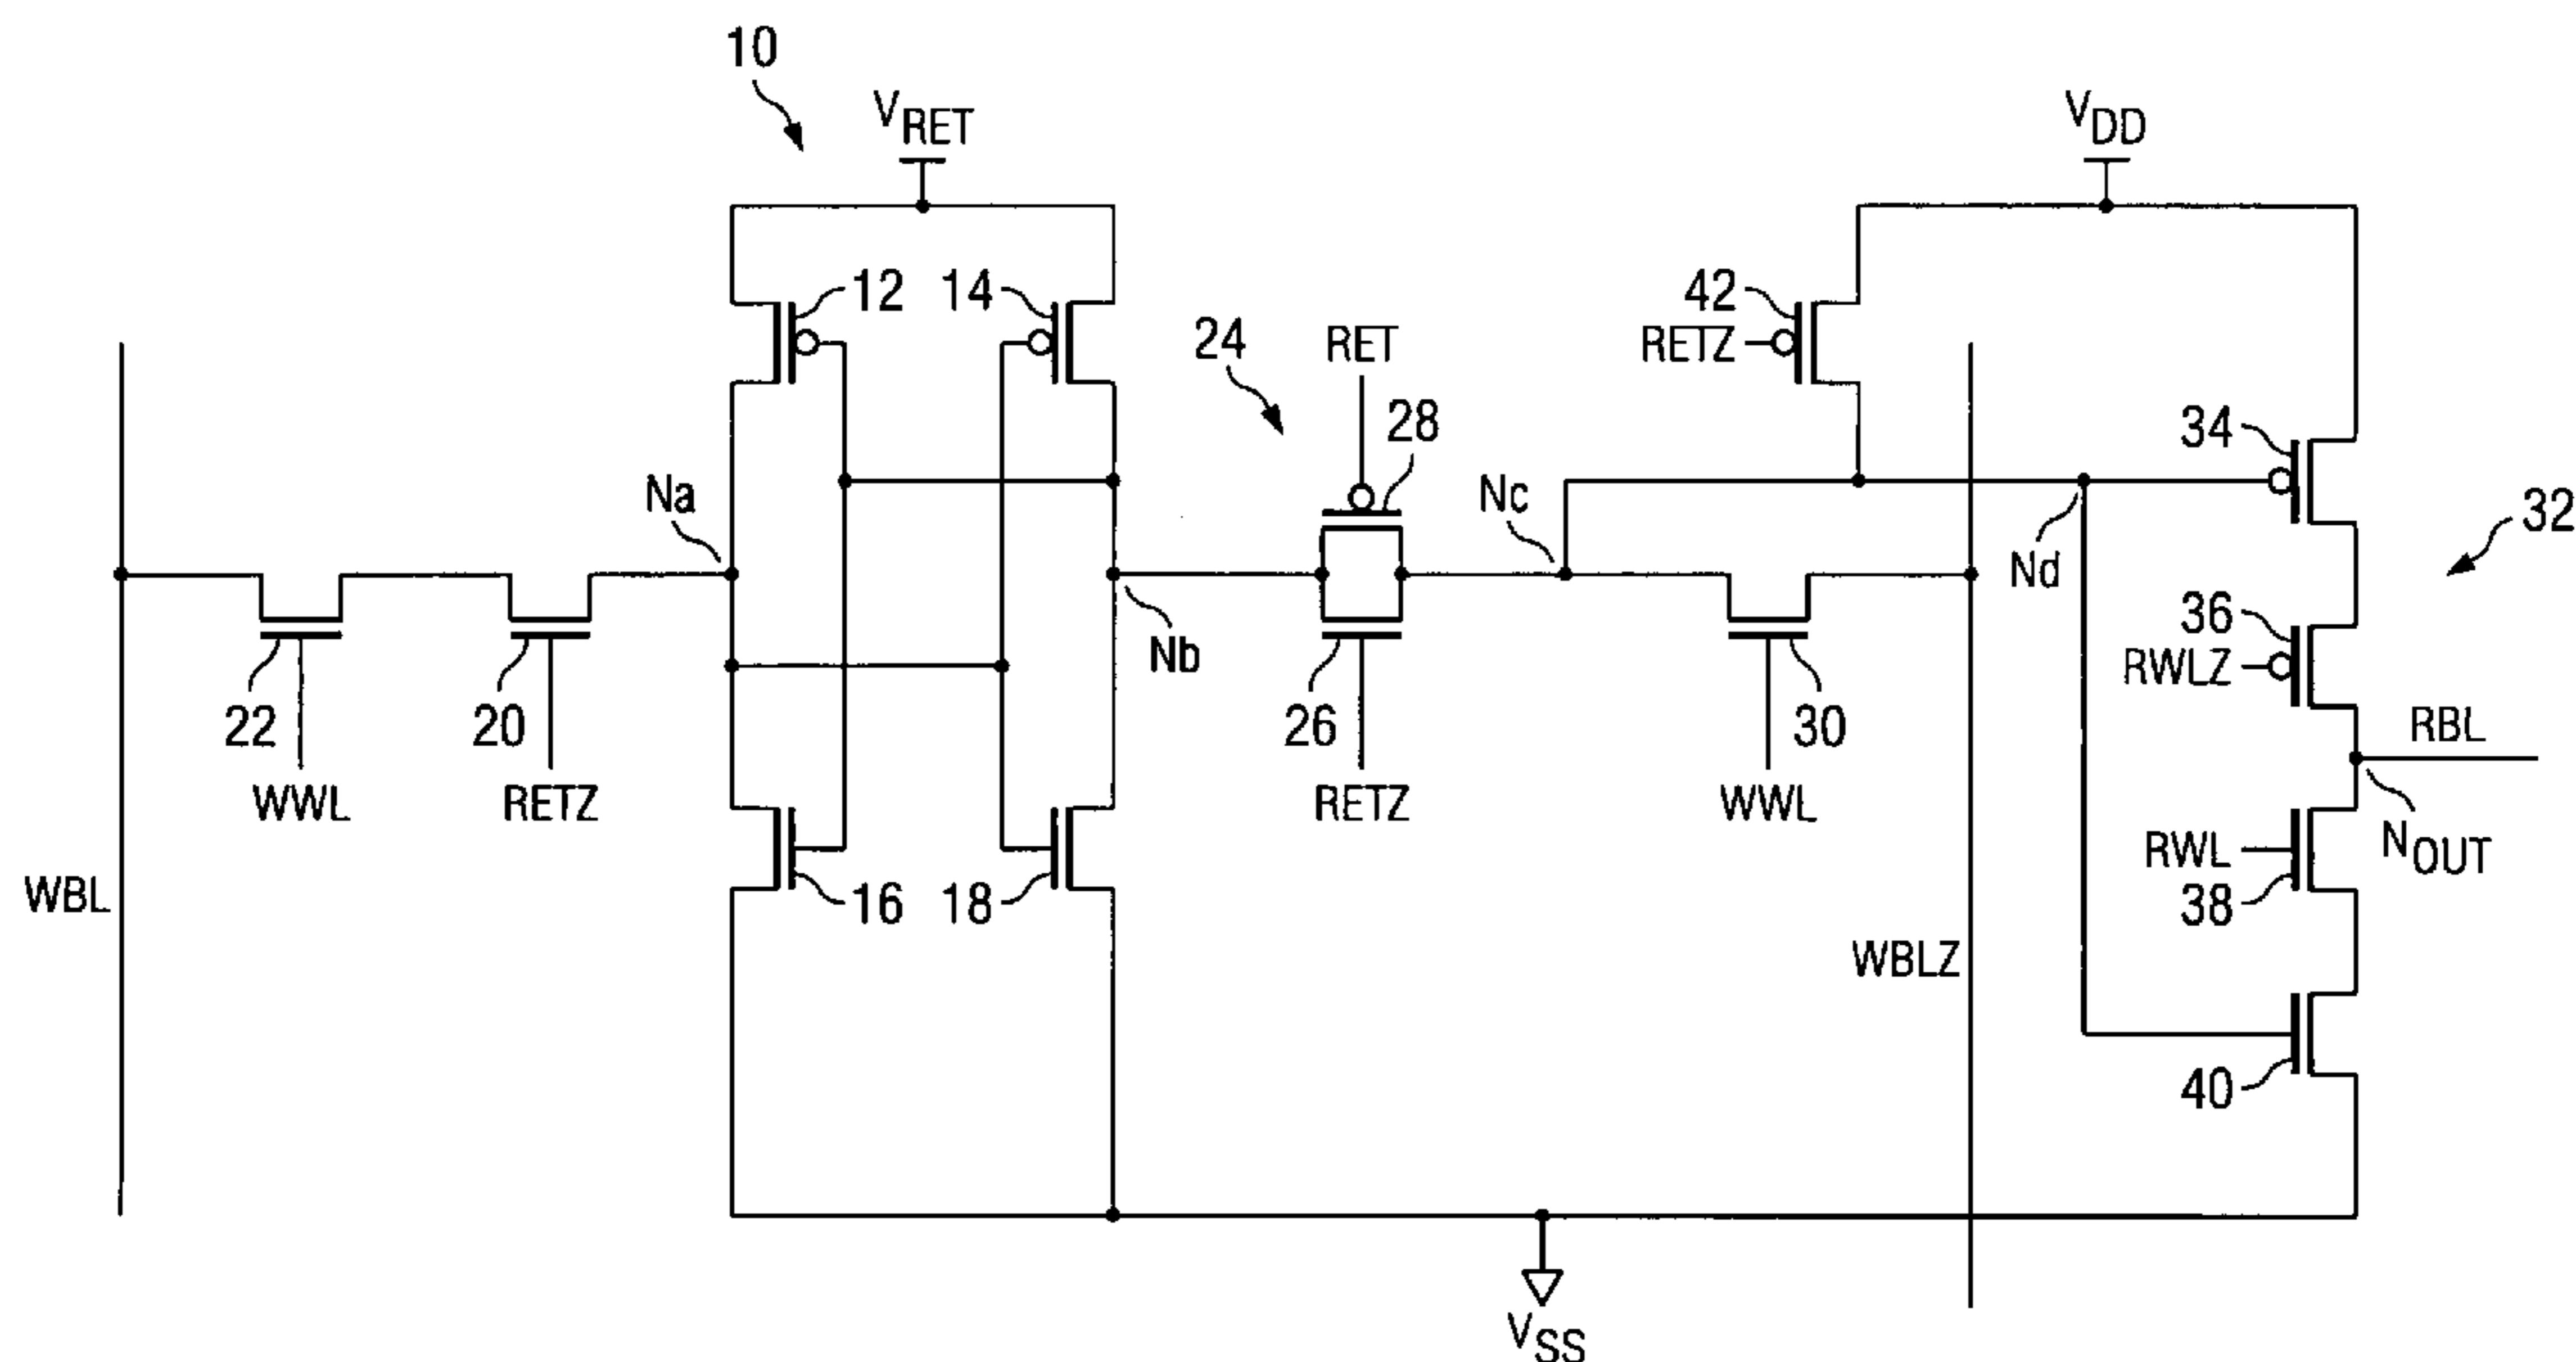 10
VRET
VDD
12
14
42
RETZ
24
RET
28
34
Na
Nc
32
Nd
36
RWLZ
Nb
22
20
26
30
RBL
WWL
RETZ
RETZ
WWL
RWL
NOUT
38
WBL
16
18
WBLZ
40
VSS